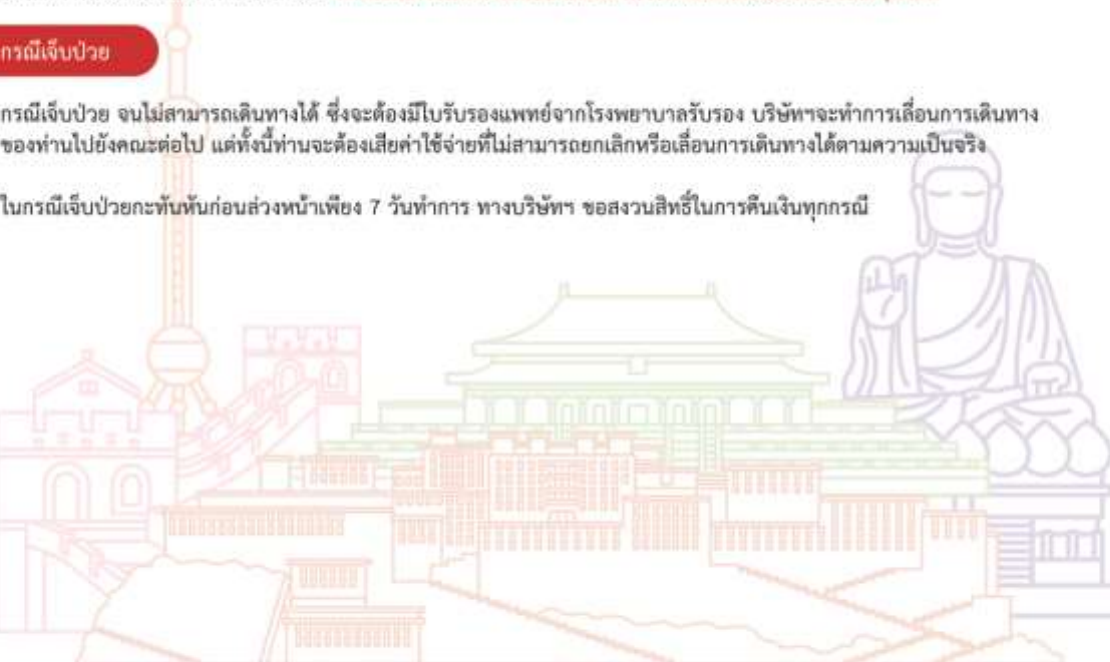 กรณีเจ็บป่วย
กรณีเจ็บป่วย จนไม่สามารถเดินทางได้ ซึ่งจะต้องมีใบรับรองแพทย์จากโรงพยาบาลรับรอง บริษัทฯจะทำการเลื่อนการเดินทาง
ของท่านไปยังคณะต่อไป แต่ทั้งนี้ท่านจะต้องเสียค่าใช้จ่ายที่ไม่สามารถยกเลิกหรือเลื่อนการเดินทางได้ตามความเป็นจริง
ในกรณีเจ็บป่วยกะทันหันก่อนล่วงหน้าเพียง 7 วันทำการ ทางบริษัทฯ ขอสงวนสิทธิ์ในการคืนเงินทุกกรณี